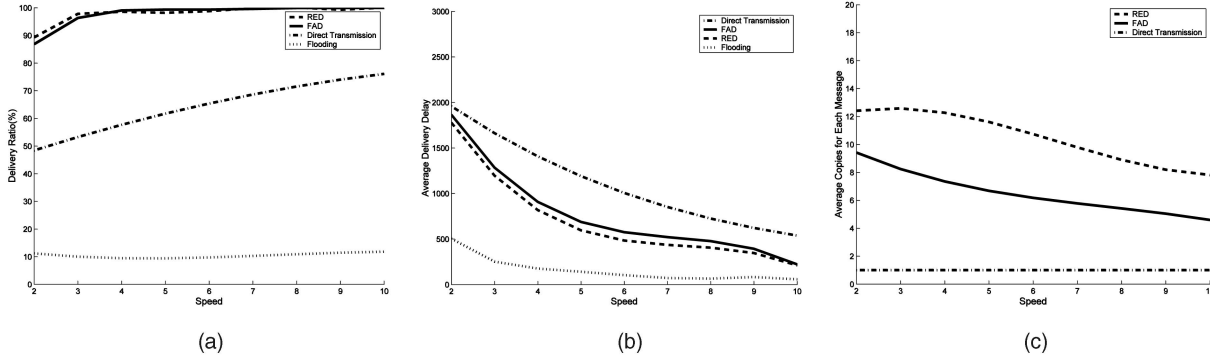 100
90
80
70
60
50
40
30
20
10
0
Delivery Ratio(%)
RED
FAD
Direct Transmission
Flooding
2 3 4 5 6 7 8 9 10
Speed
(a)
3000
2500
2000
1500
1000
500
0
Average Delivery Delay
Direct Transmission
FAD
RED
Flooding
2 3 4 5 6 7 8 9 10
Speed
(b)
20
18
16
14
12
10
8
6
4
2
0
Average Copies for Each Message
RED
FAD
Direct Transmission
2 3 4 5 6 7 8 9 1
Speed
(c)